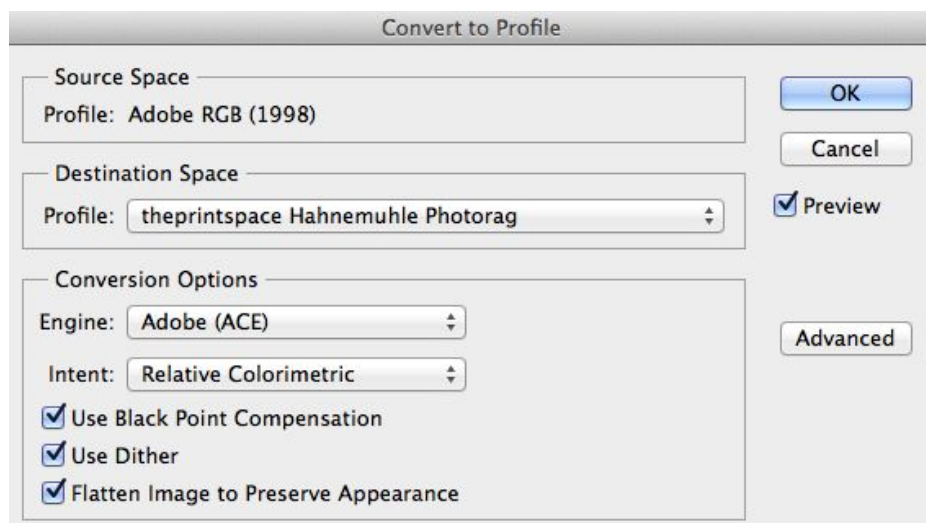 Convert to Profile
Source Space
Profile: Adobe RGB (1998)
Destination Space
Profile: theprintspace Hahnemuhle Photorag
Conversion Options
Engine: Adobe (ACE)
Intent: Relative Colorimetric
Use Black Point Compensation
Use Dither
Flatten Image to Preserve Appearance
OK
Cancel
Preview
Advanced